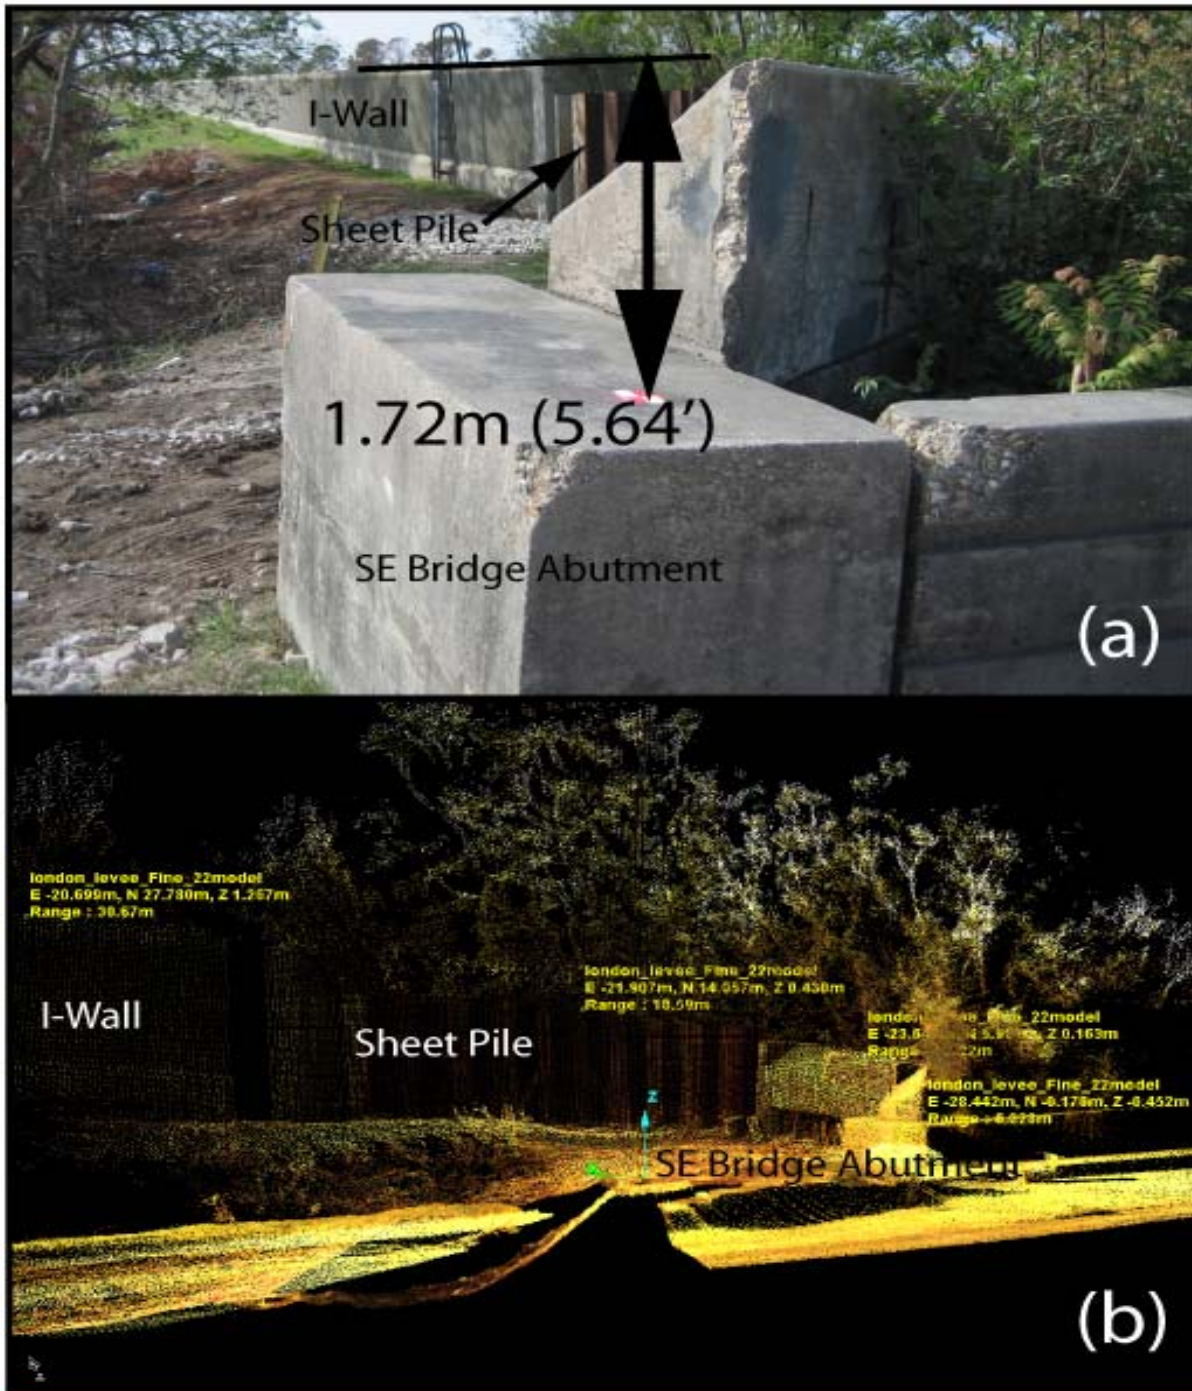 I-Wall
Sheet Pile
1.72m (5.64')
SE Bridge Abutment
(a)
london_levee_Fine_22model
E -20.699m, N 27.780m, Z 1.267m
Range : 30.67m
london_levee_Fine_22model
E -21.907m, N 14.057m, Z 0.430m
Range : 18.59m
I-Wall
Sheet Pile
Z 0.163m
london_levee_Fine_22model
E -28.442m, N -0.178m, Z -0.452m
SE Bridge Abutment
(b)